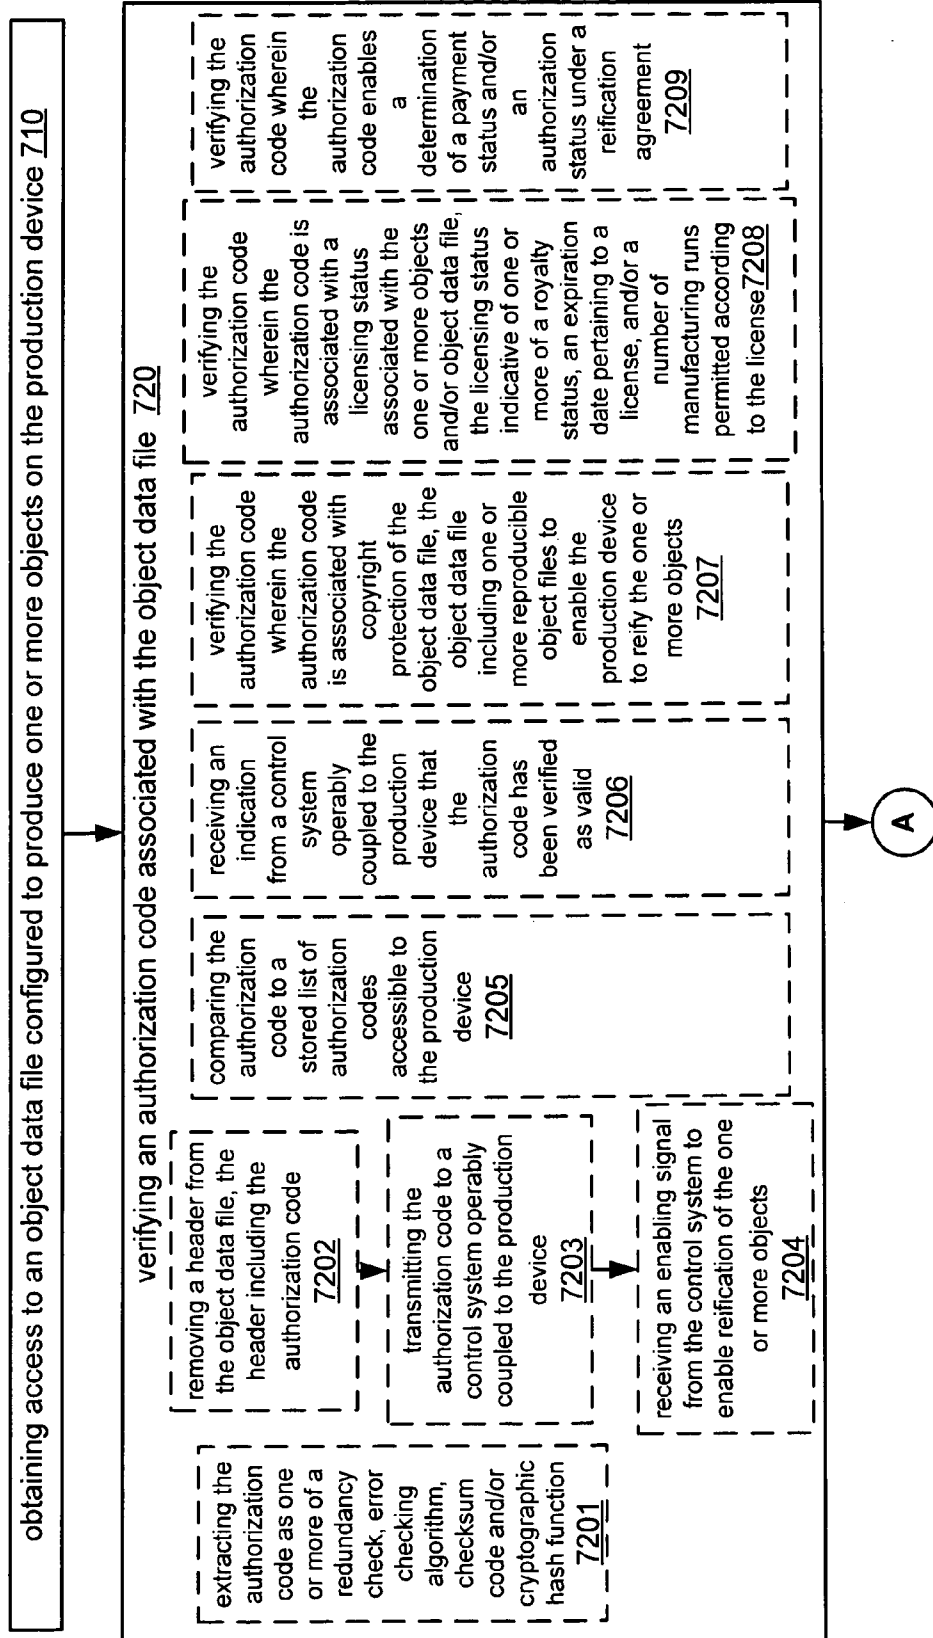 obtaining access to an object data file configured to produce one or more objects on the production device 710
verifying an authorization code associated with the object data file 720
extracting the
authorization
code as one
or more of a
redundancy
check, error
checking
algorithm,
checksum
code and/or
cryptographic
hash function
7201
removing a header from
the object data file, the
header including the
authorization code
7202
transmitting the
authorization code to a
control system operably
coupled to the production
device
7203
receiving an enabling signal
from the control system to
enable reification of the one
or more objects
7204
comparing the
authorization
code to a
stored list of
authorization
codes
accessible to
the production
device
7205
receiving an
indication
from a control
system
operably
coupled to the
production
device that
the
authorization
code has
been verified
as valid
7206
verifying the
authorization code
wherein the
authorization code
is associated with
copyright
protection of the
object data file, the
object data file
including one or
more reproducible
object files to
enable the
production device
to reify the one or
more objects
7207
verifying the
authorization code
wherein the
authorization code is
associated with a
licensing status
associated with the
one or more objects
and/or object data file,
the licensing status
indicative of one or
more of a royalty
status, an expiration
date pertaining to a
license, and/or a
number of
manufacturing runs
permitted according
to the license7208
verifying the
authorization
code wherein
the
authorization
code enables
a
determination
of a payment
status and/or
an
authorization
status under a
reification
agreement
7209
A